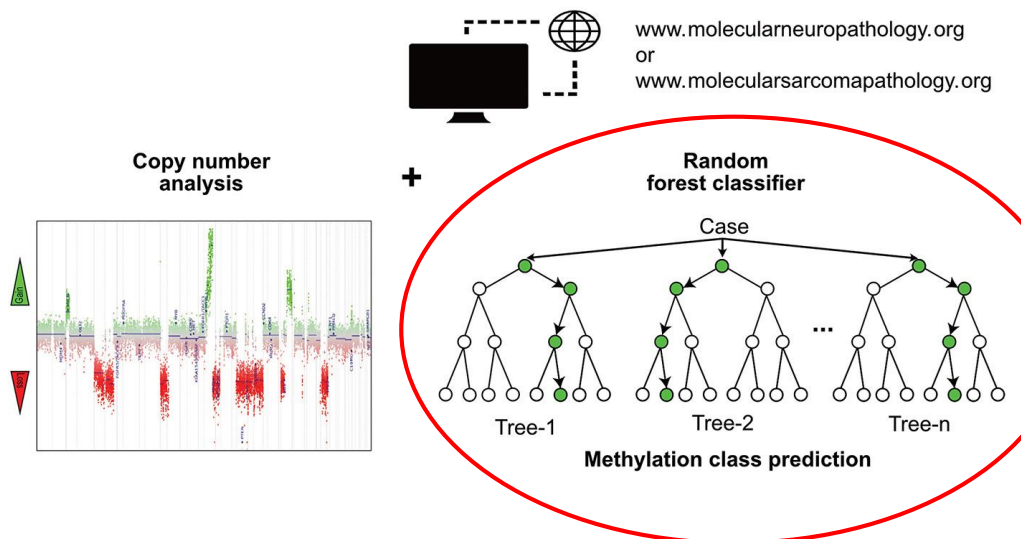 www.molecularneuropathology.org
or
www.molecularsarcomapathology.org
Copy number
analysis
+
Random
forest classifier
Gain
Loss
Case
...
Tree-1
Tree-2
Tree-n
Methylation class prediction